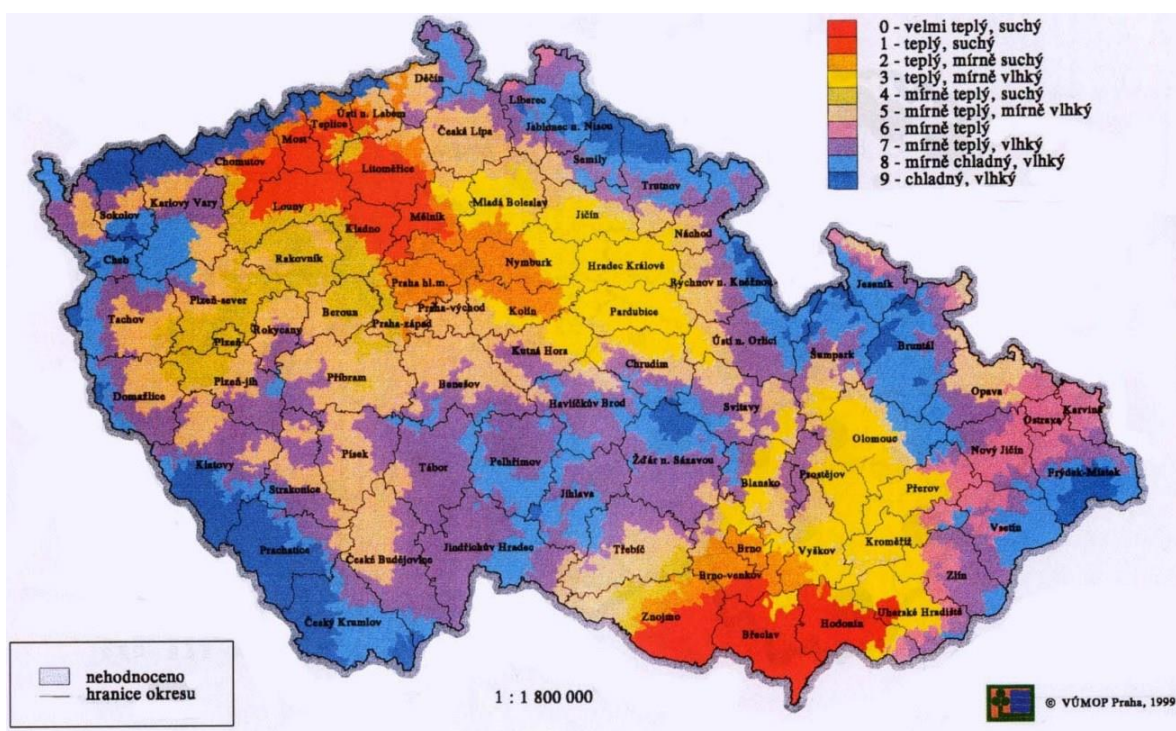 0 - velmi teplý, suchý
1 - teplý, suchý
2 - teplý, mírně suchý
3 - teplý, mírně vlhký
4 - mírně teplý, suchý
5 - mírně teplý, mírně vlhký
6 - mírně teplý
7 - mírně teplý, vlhký
8 - mírně chladný, vlhký
9 - chladný, vlhký
Děčín
Liberec
Ústí n. Labem
Teplice
Jablonec n. Nisou
Česká Lípa
Most
Semily
Chomutov
Litoměřice
Trutnov
Karlovy Vary
Mladá Boleslav
Sokolov
Louny
Mělník
Jičín
Kladno
Náchod
Cheb
Rakovník
Nymburk
Hradec Králové
Praha hl.m.
Rychnov n. Kněžnou
Jeseník
Plzeň-sever
Praha-východ
Tachov
Beroun
Kolín
Pardubice
Praha-západ
Rokycany
Plzeň
Ústí n. Orlicí
Bruntál
Kutná Hora
Šumpark
Chrudim
Příbram
Plzeň-jih
Benešov
Opava
Domažlice
Havlíčkův Brod
Svitavy
Karviná
Ostrava
Olomouc
Nový Jičín
Písek
Klatovy
Tábor
Pelhřimov
Žďár n. Sázavou
Prostějov
Frýdek-Místek
Blansko
Přerov
Strakonice
Jihlava
Vsetín
Kroměříž
Prachatice
Jindřichův Hradec
Třebíč
Brno
Vyškov
České Budějovice
Zlín
Brno-venkov
Uherské Hradiště
Znojmo
Hodonín
Český Krumlov
Břeclav
nehodnoceno
hranice okresu
1 : 1 800 000
© VÚMOP Praha, 1999